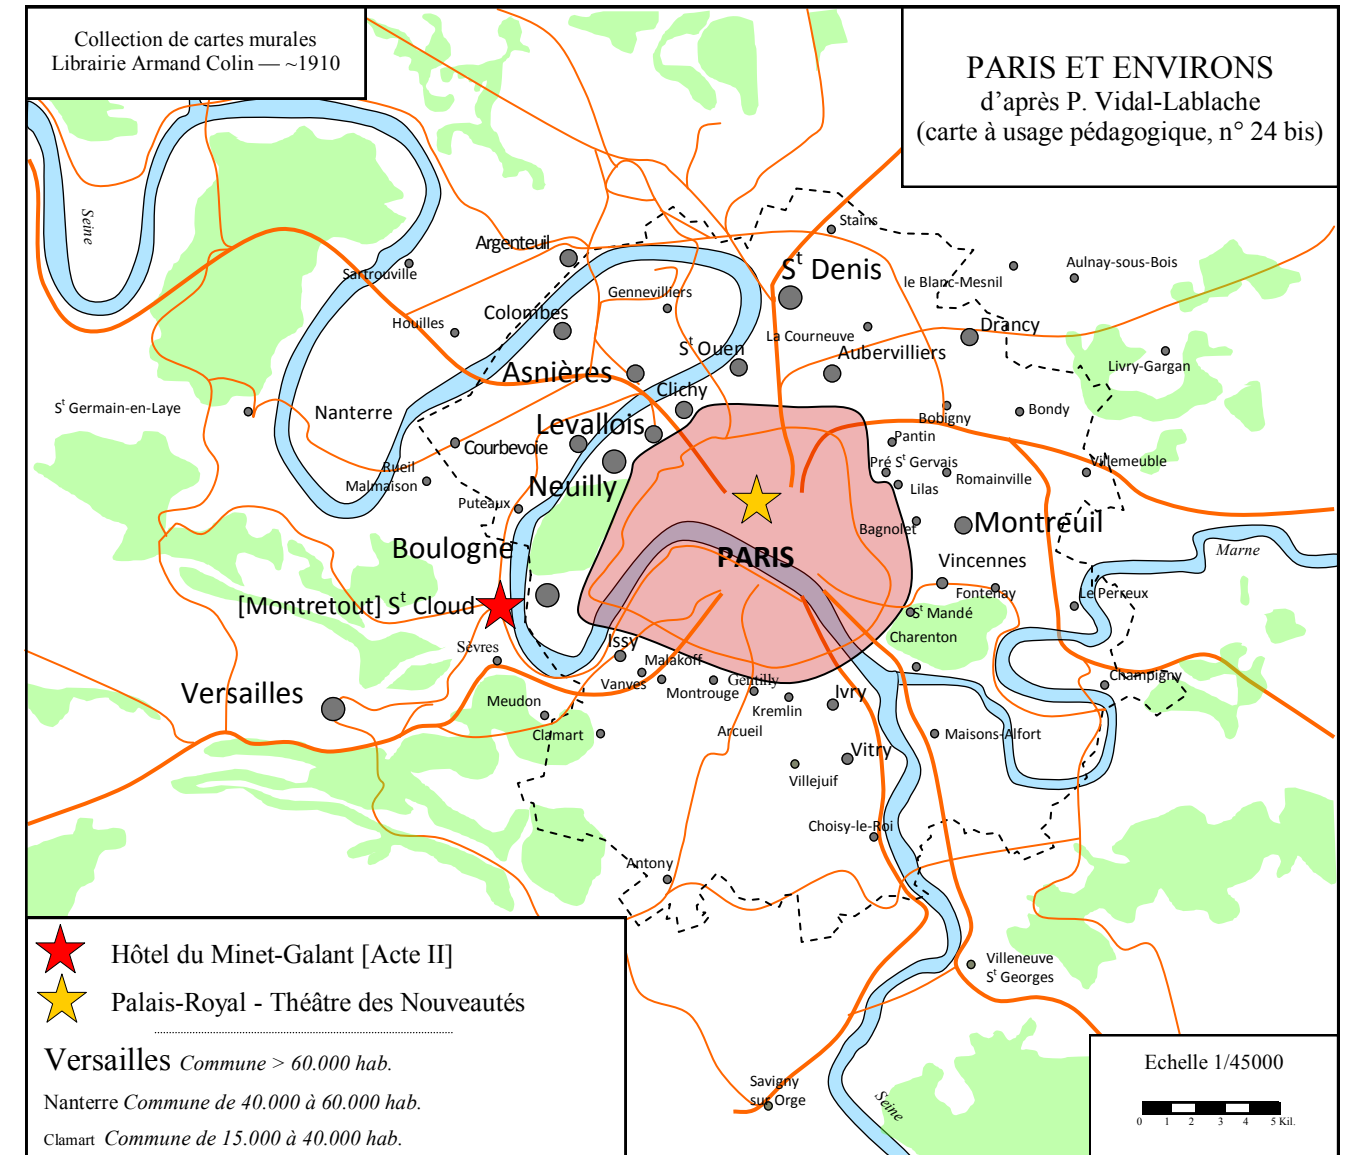 Collection de cartes murales
Librairie Armand Colin — ~1910
PARIS ET ENVIRONS
d’après P. Vidal-Lablache
(carte à usage pédagogique, n° 24 bis)
Seine
Stains
Argenteuil
Sartrouville
Sᵗ Denis
Aulnay-sous-Bois
le Blanc-Mesnil
Gennevilliers
Colombes
Houilles
La Courneuve
Drancy
Sᵗ Ouen
Aubervilliers
Livry-Gargan
Asnières
Clichy
Sᵗ Germain-en-Laye
Nanterre
Bobigny
Bondy
Levallois
Pantin
Courbevoie
Rueil
Malmaison
Pré Sᵗ Gervais
Villemeuble
Romainville
Lilas
Neuilly
Puteaux
Bagnolet
Montreuil
Boulogne
PARIS
Marne
Vincennes
Fontenay
Le Perreux
[Montretout] Sᵗ Cloud
Sᵗ Mandé
Charenton
Issy
Sèvres
Malakoff
Vanves
Gentilly
Montrouge
Champigny
Versailles
Meudon
Kremlin
Ivry
Clamart
Arcueil
Maisons-Alfort
Vitry
Villejuif
Choisy-le-Roi
Antony
Villeneuve
Sᵗ Georges
Savigny
sur Orge
Seine
Hôtel du Minet-Galant [Acte II]
Palais-Royal - Théâtre des Nouveautés
Versailles Commune > 60.000 hab.
Nanterre Commune de 40.000 à 60.000 hab.
Clamart Commune de 15.000 à 40.000 hab.
Echelle 1/45000
0 1 2 3 4 5 Kil.